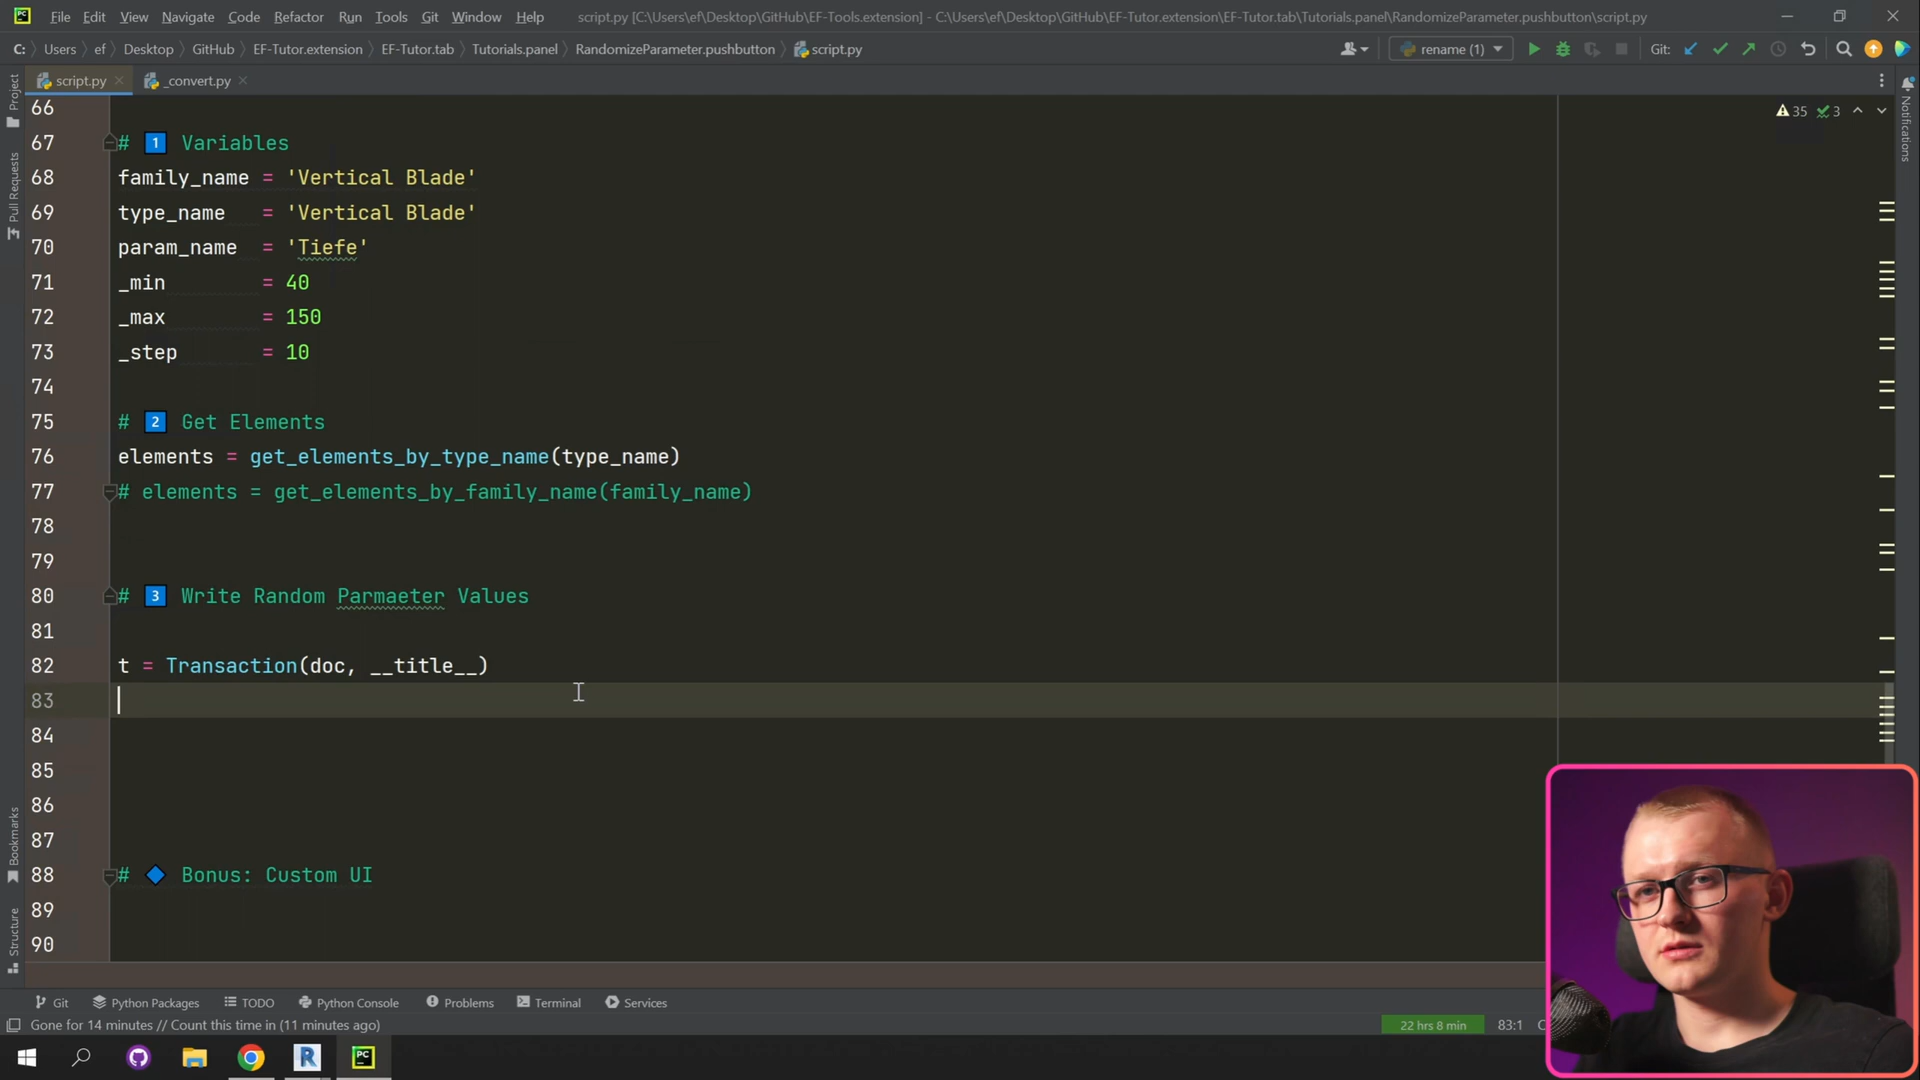 File Edit View Navigate Code Refactor Run Tools Git Window Help script.py [C:\Users\ef\Desktop\GitHub\EF-Tools.extension] - C:\Users\ef\Desktop\GitHub\EF-Tutor.extension\EF-Tutor.tab\Tutorials.panel\RandomizeParameter.pushbutton\script.py
C: Users ef Desktop GitHub EF-Tutor.extension EF-Tutor.tab Tutorials.panel RandomizeParameter.pushbutton script.py rename (1) Git:
script.py _convert.py
Project
Pull Requests
Bookmarks
Structure
Notifications
35 3
66
67 # 1 Variables
68 family_name = 'Vertical Blade'
69 type_name = 'Vertical Blade'
70 param_name = 'Tiefe'
71 _min = 40
72 _max = 150
73 _step = 10
74
75 # 2 Get Elements
76 elements = get_elements_by_type_name(type_name)
77 # elements = get_elements_by_family_name(family_name)
78
79
80 # 3 Write Random Parmaeter Values
81
82 t = Transaction(doc, __title__)
83
84
85
86
87
88 # 🔷 Bonus: Custom UI
89
90
Git Python Packages TODO Python Console Problems Terminal Services
Gone for 14 minutes // Count this time in (11 minutes ago) 22 hrs 8 min 83:1
R PC